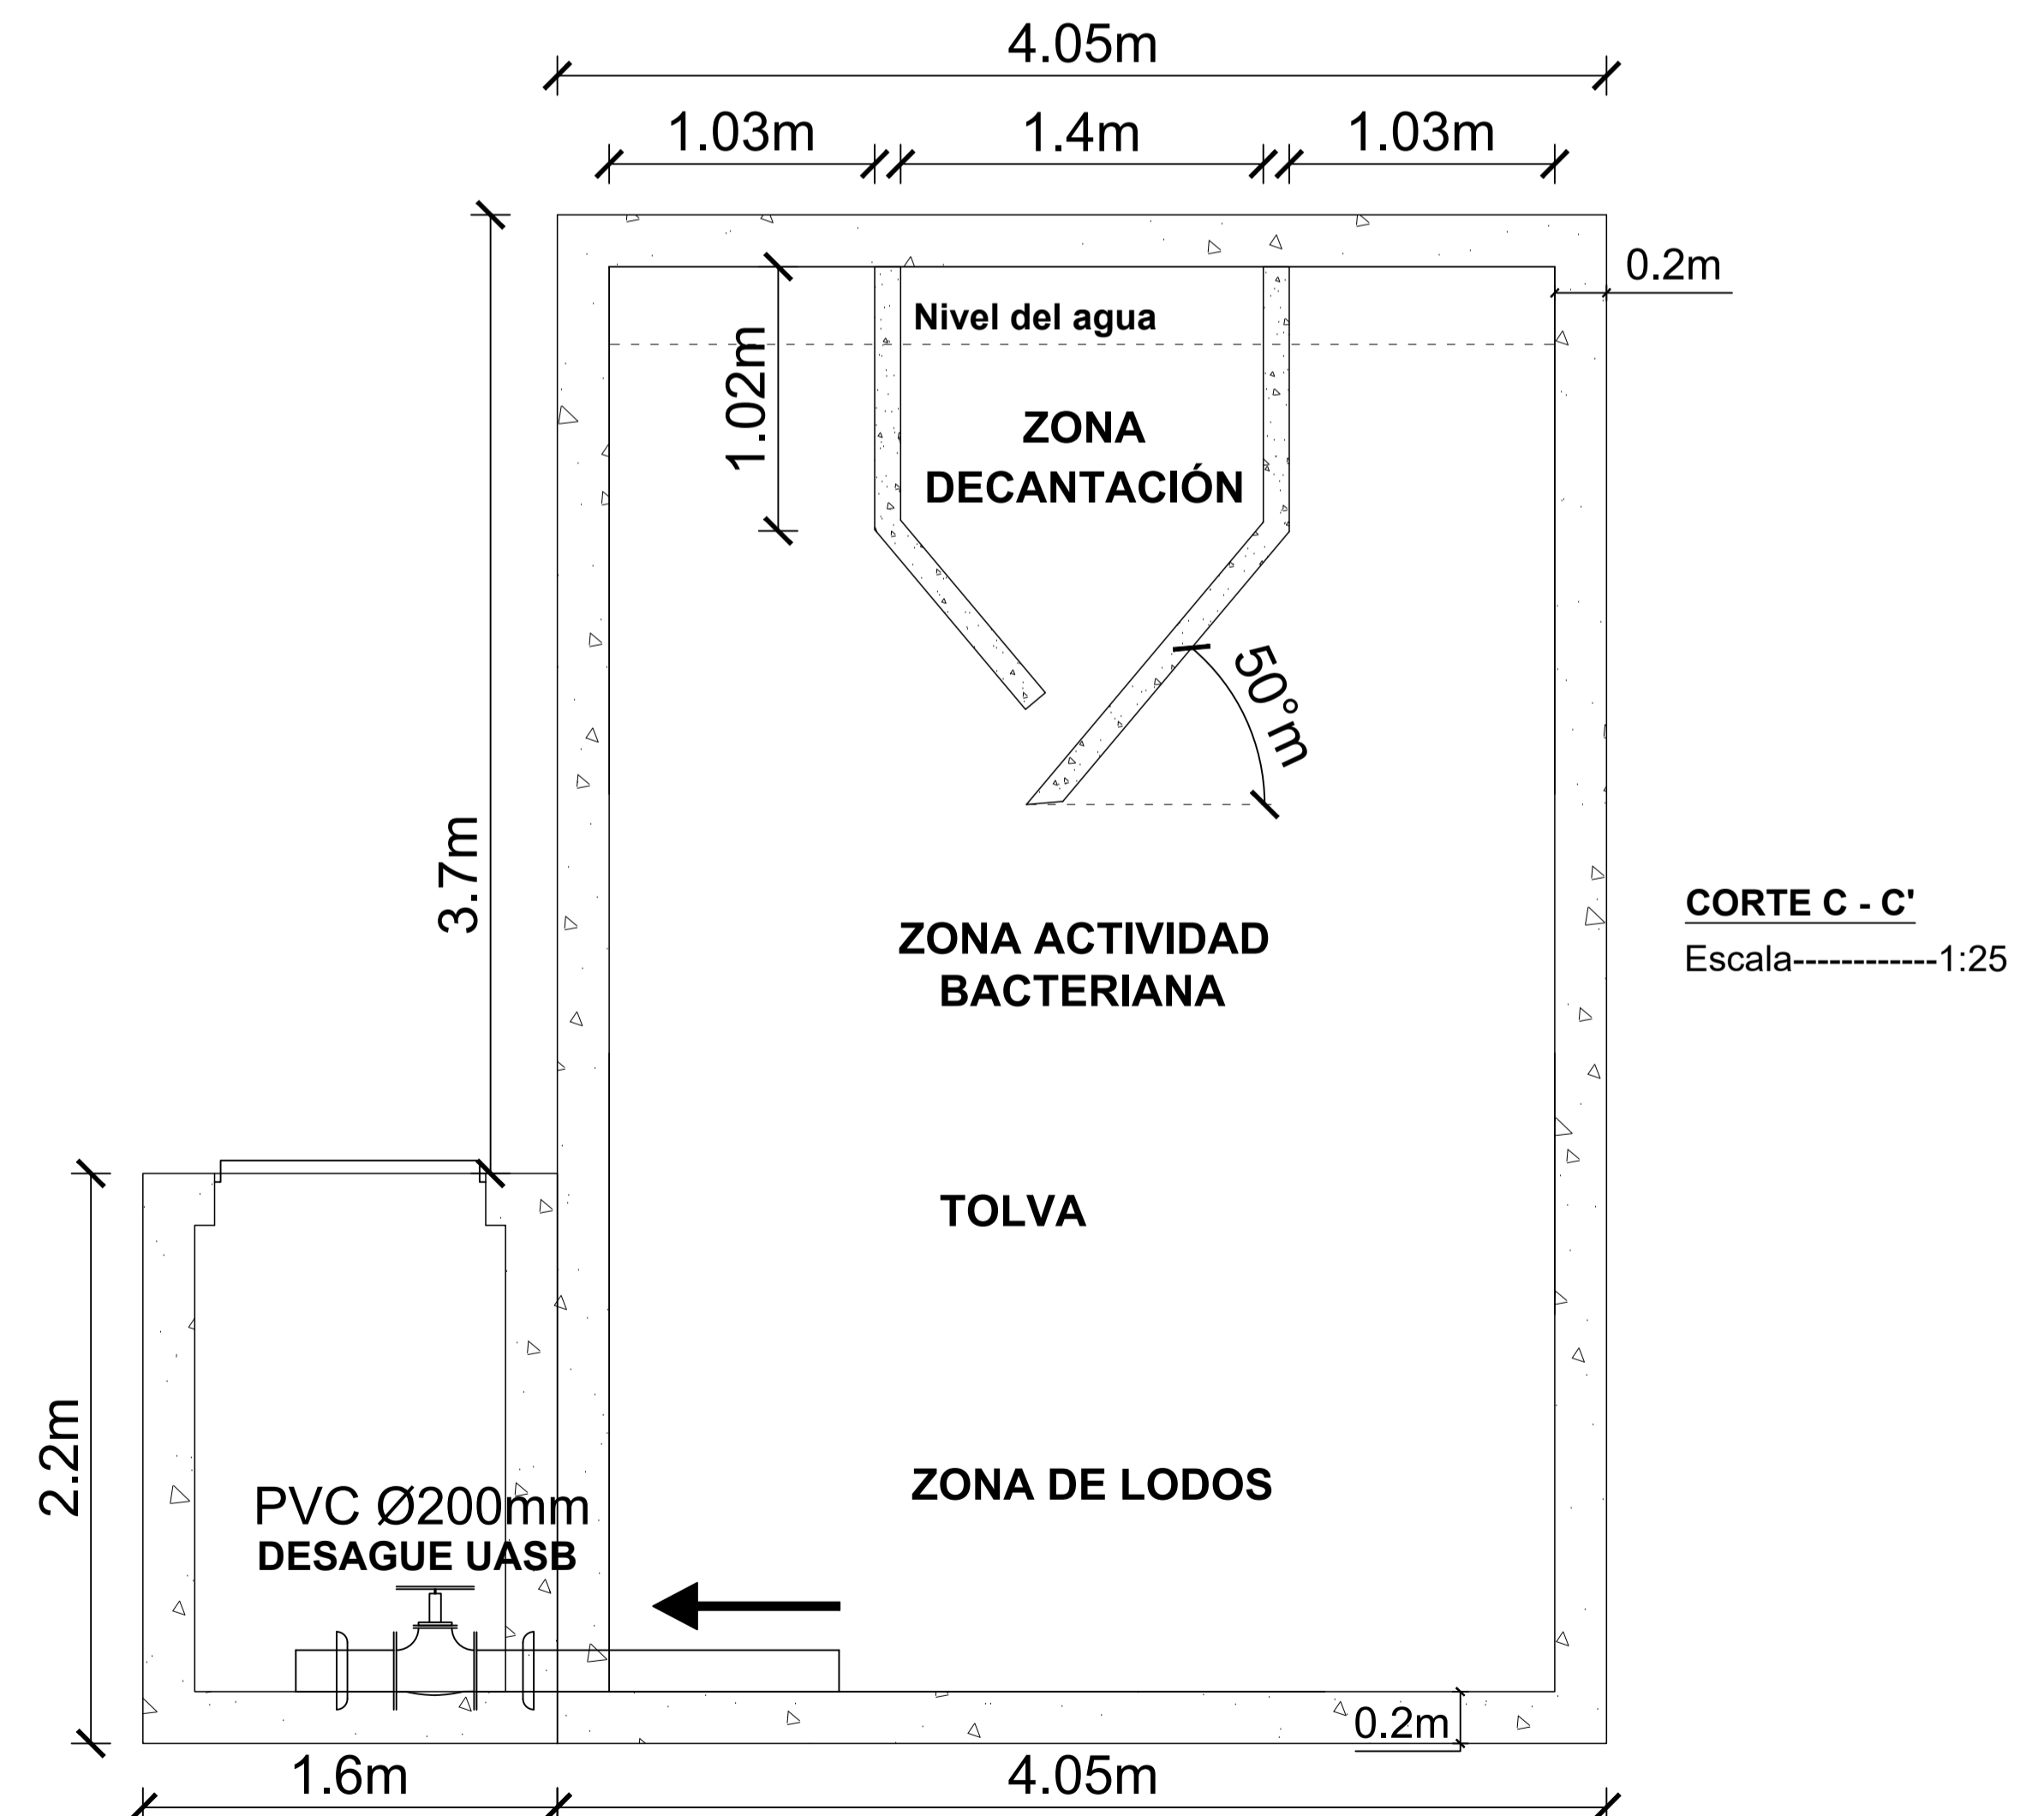 4.05m
1.03m
1.4m
1.03m
0.2m
Nivel del agua
1.02m
ZONA
DECANTACIÓN
50°m
3.7m
CORTE C - C'
Escala------------1:25
ZONA ACTIVIDAD
BACTERIANA
TOLVA
2.2m
ZONA DE LODOS
PVC Ø200mm
DESAGUE UASB
0.2m
1.6m
4.05m